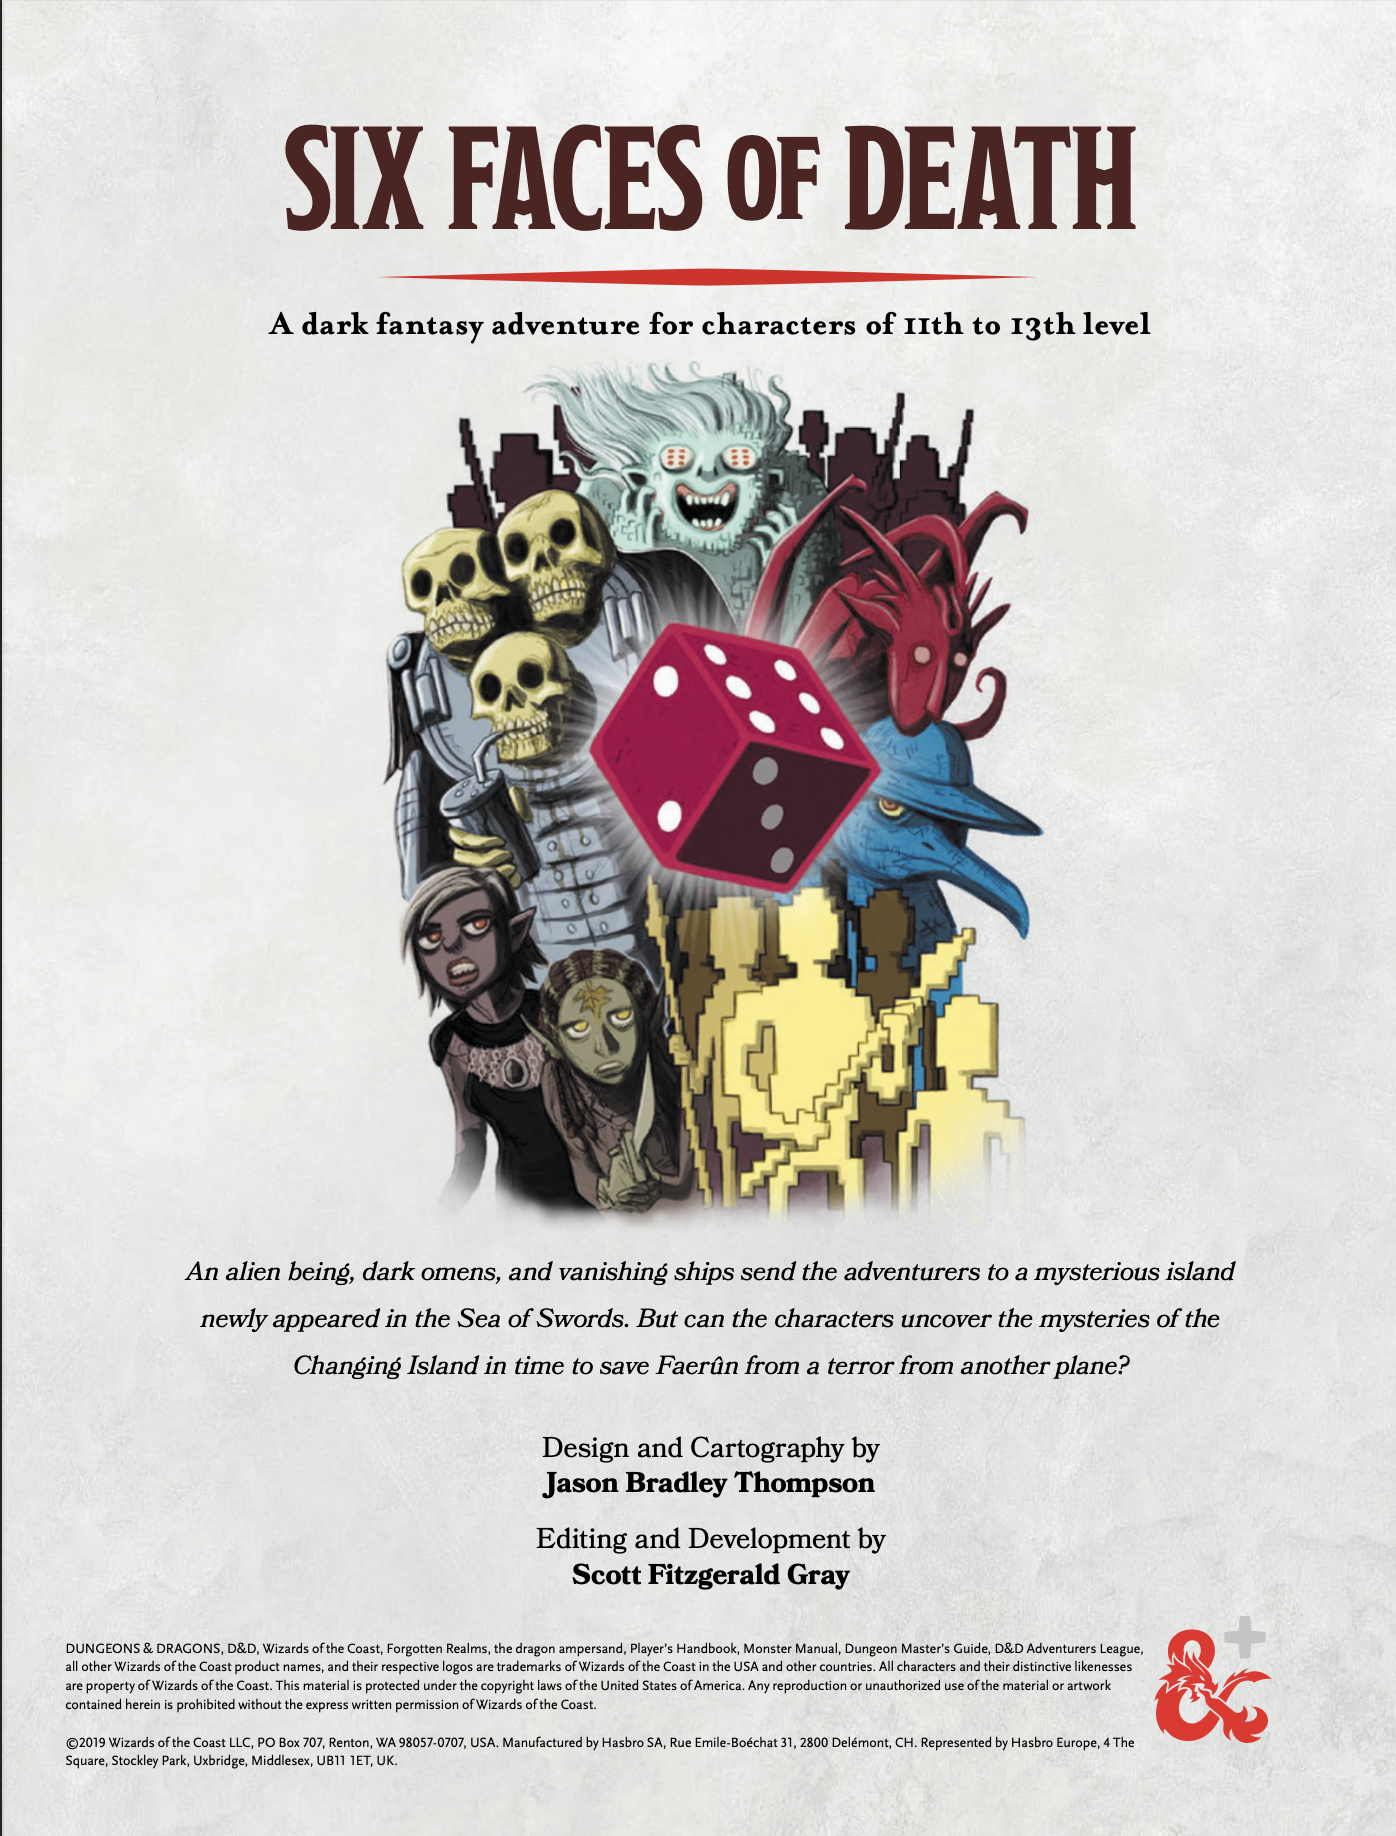 SIX FACES OF DEATH
A dark fantasy adventure for characters of 11th to 13th level
An alien being, dark omens, and vanishing ships send the adventurers to a mysterious island
newly appeared in the Sea of Swords. But can the characters uncover the mysteries of the
Changing Island in time to save Faerûn from a terror from another plane?
Design and Cartography by
Jason Bradley Thompson
Editing and Development by
Scott Fitzgerald Gray
DUNGEONS & DRAGONS, D&D, Wizards of the Coast, Forgotten Realms, the dragon ampersand, Player’s Handbook, Monster Manual, Dungeon Master’s Guide, D&D Adventurers League,
all other Wizards of the Coast product names, and their respective logos are trademarks of Wizards of the Coast in the USA and other countries. All characters and their distinctive likenesses
are property of Wizards of the Coast. This material is protected under the copyright laws of the United States of America. Any reproduction or unauthorized use of the material or artwork
contained herein is prohibited without the express written permission of Wizards of the Coast.
©2019 Wizards of the Coast LLC, PO Box 707, Renton, WA 98057-0707, USA. Manufactured by Hasbro SA, Rue Emile-Boéchat 31, 2800 Delémont, CH. Represented by Hasbro Europe, 4 The
Square, Stockley Park, Uxbridge, Middlesex, UB11 1ET, UK.
&+